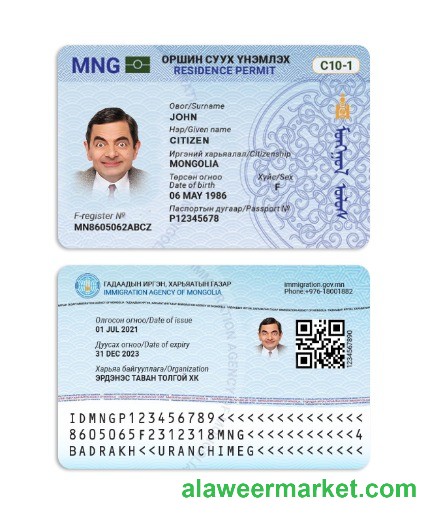 MNG
ОРШИН СУУХ ҮНЭМЛЭХ
RESIDENCE PERMIT
C10-1
Овог/Surname
JOHN
Нэр/Given name
CITIZEN
Иргэний харьяалал/Citizenship
MONGOLIA
Төрсөн огноо
Date of birth
Хүйс/Sex
06 MAY 1986
F
Паспортын дугаар/Passport №
P12345678
F-register №
MN8605062ABCZ
ГАДААДЫН ИРГЭН, ХАРЬЯАТЫН ГАЗАР
IMMIGRATION AGENCY OF MONGOLIA
immigration.gov.mn
Phone:+976-18001882
Олгосон огноо/Date of issue
01 JUL 2021
Дуусах огноо/Date of expiry
31 DEC 2023
Харьяа байгууллага/Organization
ЭРДЭНЭС ТАВАН ТОЛГОЙ ХК
1234567890
IDMNGP123456789<<<<<<<<<<<<<<<
8605065F2312318MNG<<<<<<<<<<<4
BADRAKH<<URANCHIMEG<<<<<<<<<<<
alaweermarket.com